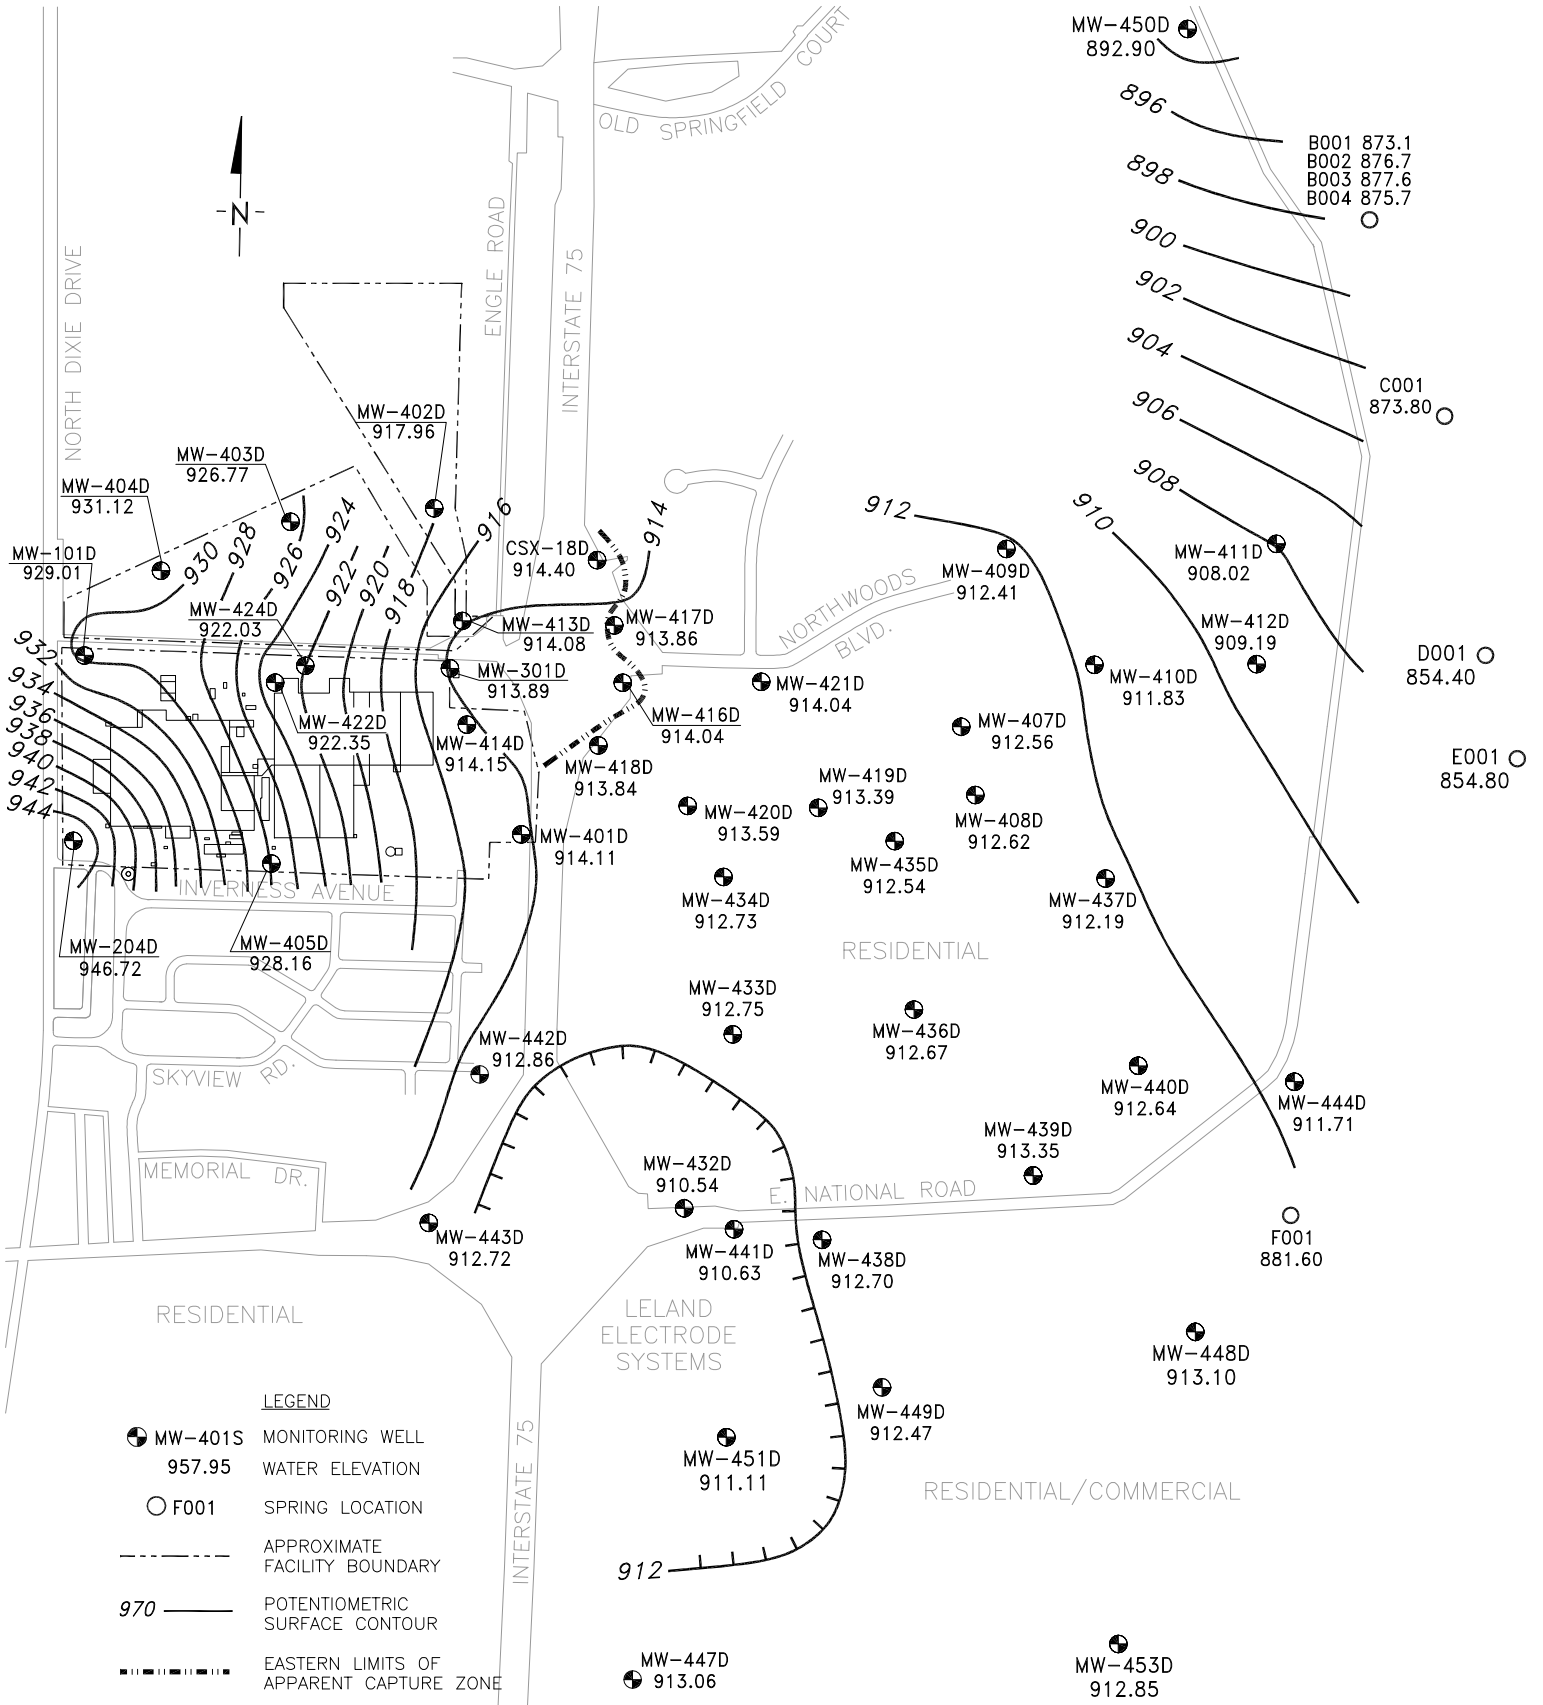 MW-450D
892.90
896
B001 873.1
B002 876.7
B003 877.6
B004 875.7
898
900
902
904
906
908
910
912
C001
873.80
OLD SPRINGFIELD COURT
-N-
NORTH DIXIE DRIVE
ENGLE ROAD
INTERSTATE 75
MW-402D
917.96
MW-403D
926.77
MW-404D
931.12
MW-101D
929.01
930
928
926
924
922
920
918
916
914
CSX-18D
914.40
MW-424D
922.03
MW-413D
914.08
MW-417D
913.86
NORTHWOODS
BLVD.
MW-409D
912.41
MW-411D
908.02
MW-412D
909.19
MW-410D
911.83
D001
854.40
E001
854.80
932
934
936
938
940
942
944
MW-301D
913.89
MW-421D
914.04
MW-416D
914.04
MW-422D
922.35
MW-414D
914.15
MW-407D
912.56
MW-418D
913.84
MW-419D
913.39
MW-420D
913.59
MW-408D
912.62
MW-401D
914.11
MW-435D
912.54
MW-434D
912.73
MW-437D
912.19
INVERNESS AVENUE
MW-204D
946.72
MW-405D
928.16
RESIDENTIAL
MW-433D
912.75
MW-436D
912.67
MW-442D
912.86
SKYVIEW RD.
MW-440D
912.64
MW-444D
911.71
MW-439D
913.35
MEMORIAL DR.
MW-432D
910.54
E. NATIONAL ROAD
MW-443D
912.72
MW-441D
910.63
MW-438D
912.70
F001
881.60
RESIDENTIAL
LELAND
ELECTRODE
SYSTEMS
MW-448D
913.10
MW-449D
912.47
MW-451D
911.11
RESIDENTIAL/COMMERCIAL
INTERSTATE 75
912
MW-447D
913.06
MW-453D
912.85
LEGEND
MW-401S MONITORING WELL
957.95 WATER ELEVATION
F001 SPRING LOCATION
APPROXIMATE
FACILITY BOUNDARY
970 POTENTIOMETRIC
SURFACE CONTOUR
EASTERN LIMITS OF
APPARENT CAPTURE ZONE